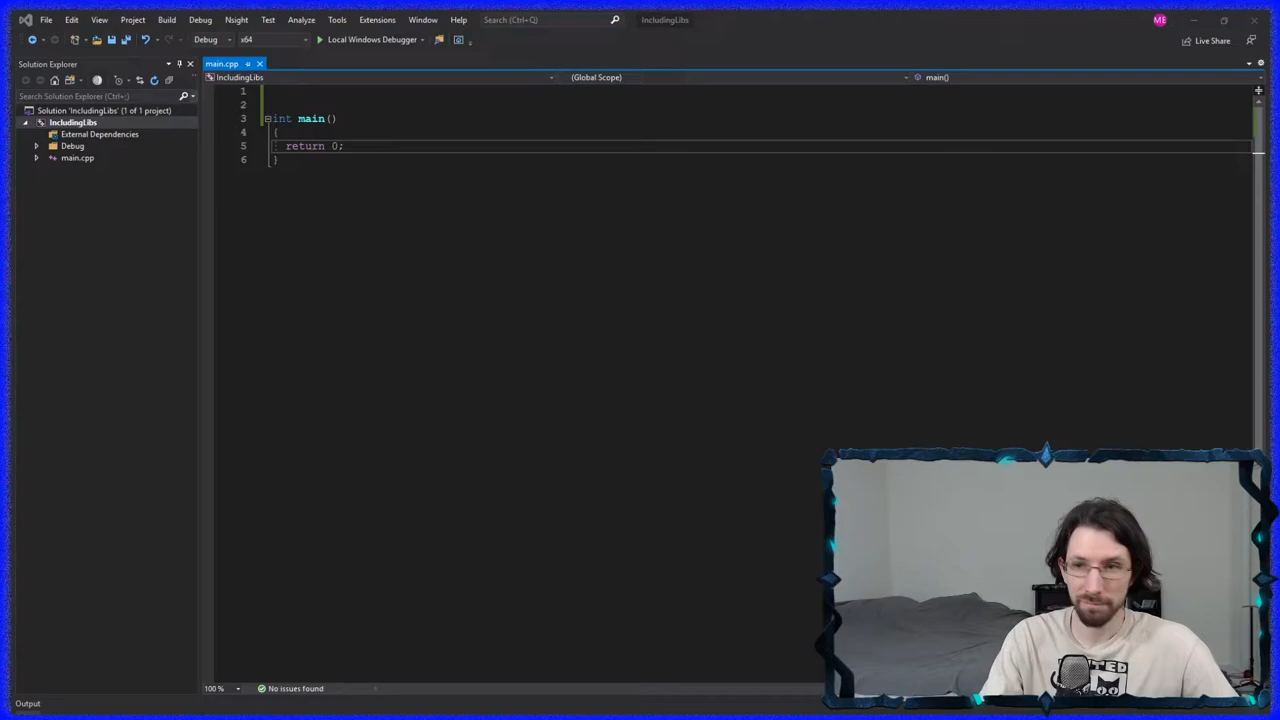 File Edit View Project Build Debug Nsight Test Analyze Tools Extensions Window Help Search (Ctrl+Q) IncludingLibs ME
Debug x64 Local Windows Debugger Live Share
Solution Explorer
main.cpp
IncludingLibs (Global Scope) main()
Search Solution Explorer (Ctrl+;)
Solution 'IncludingLibs' (1 of 1 project)
IncludingLibs
External Dependencies
Debug
main.cpp
1
2
3 int main()
4 {
5 return 0;
6 }
100 % No issues found
Output